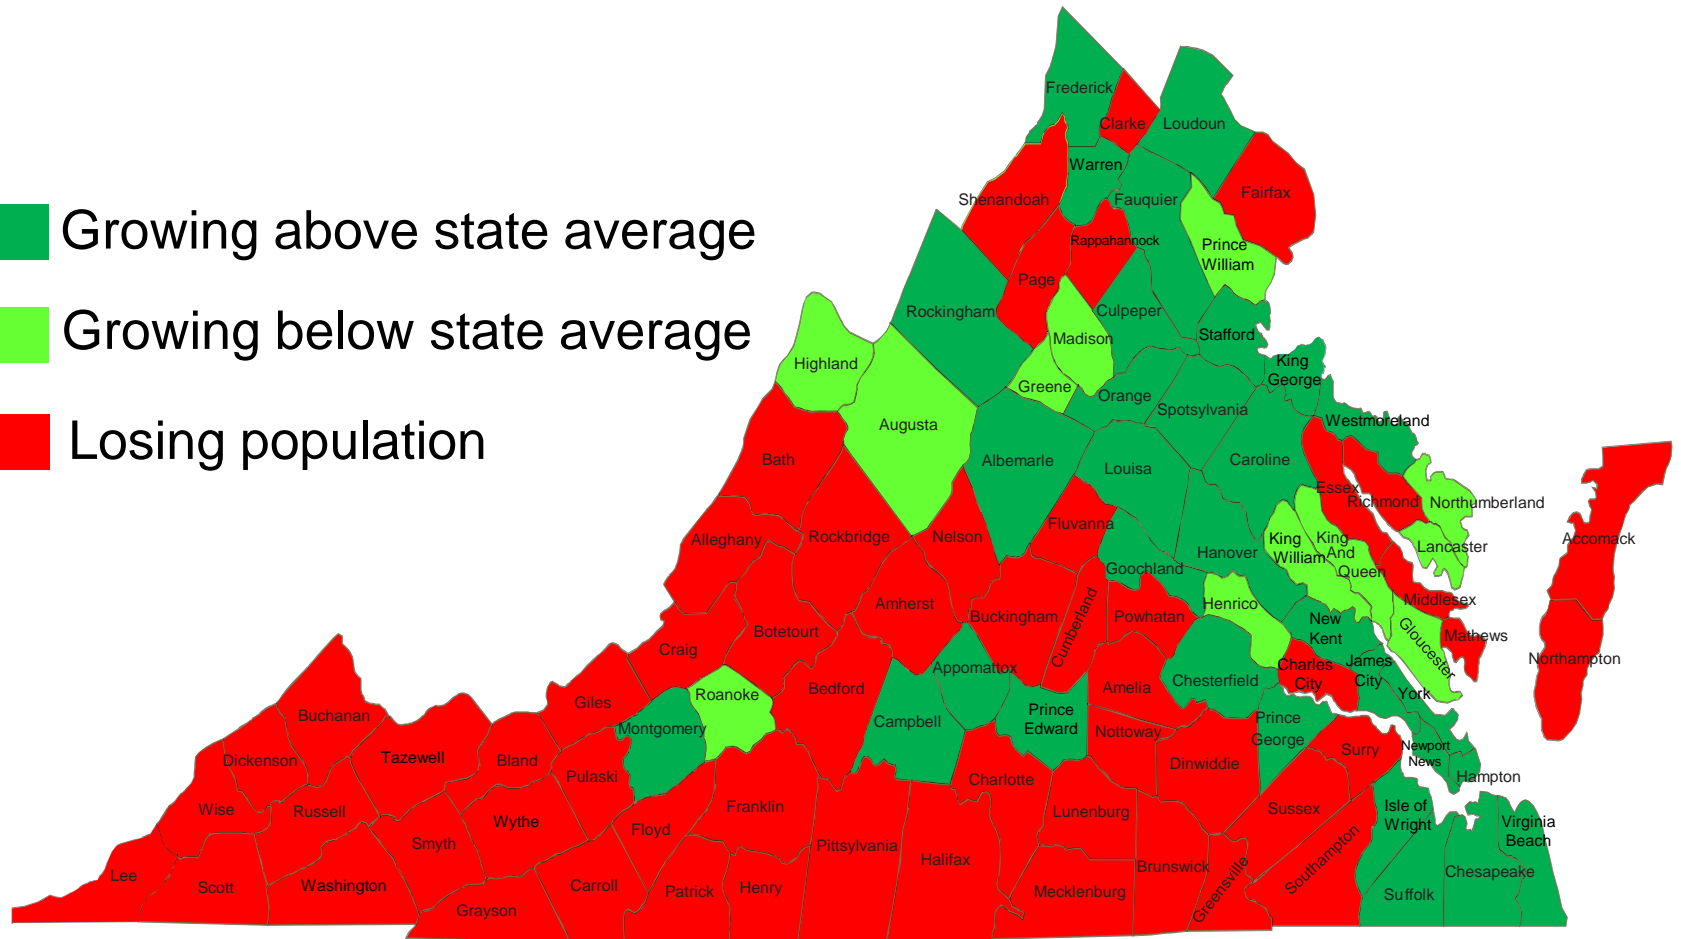 Growing above state average
Growing below state average
Losing population
Frederick
Clarke
Loudoun
Warren
Shenandoah
Fauquier
Fairfax
Rappahannock
Prince
William
Page
Rockingham
Culpeper
Madison
Stafford
Highland
Greene
King
George
Orange
Spotsylvania
Westmoreland
Augusta
Albemarle
Louisa
Caroline
Bath
Essex
Richmond
Northumberland
Alleghany
Rockbridge
Nelson
Fluvanna
Hanover
King
William
King
And
Queen
Lancaster
Accomack
Goochland
Henrico
Amherst
Buckingham
Cumberland
Powhatan
Middlesex
New
Kent
Gloucester
Mathews
Botetourt
Craig
Appomattox
Charles
City
James
City
Northampton
Roanoke
Bedford
Amelia
Chesterfield
York
Giles
Buchanan
Montgomery
Campbell
Prince
Edward
Nottoway
Prince
George
Surry
Newport
News
Hampton
Dickenson
Tazewell
Bland
Pulaski
Charlotte
Dinwiddie
Wise
Russell
Wythe
Franklin
Lunenburg
Sussex
Isle of
Wright
Virginia
Beach
Smyth
Floyd
Pittsylvania
Halifax
Brunswick
Southampton
Chesapeake
Lee
Scott
Washington
Carroll
Patrick
Henry
Mecklenburg
Greensville
Suffolk
Grayson